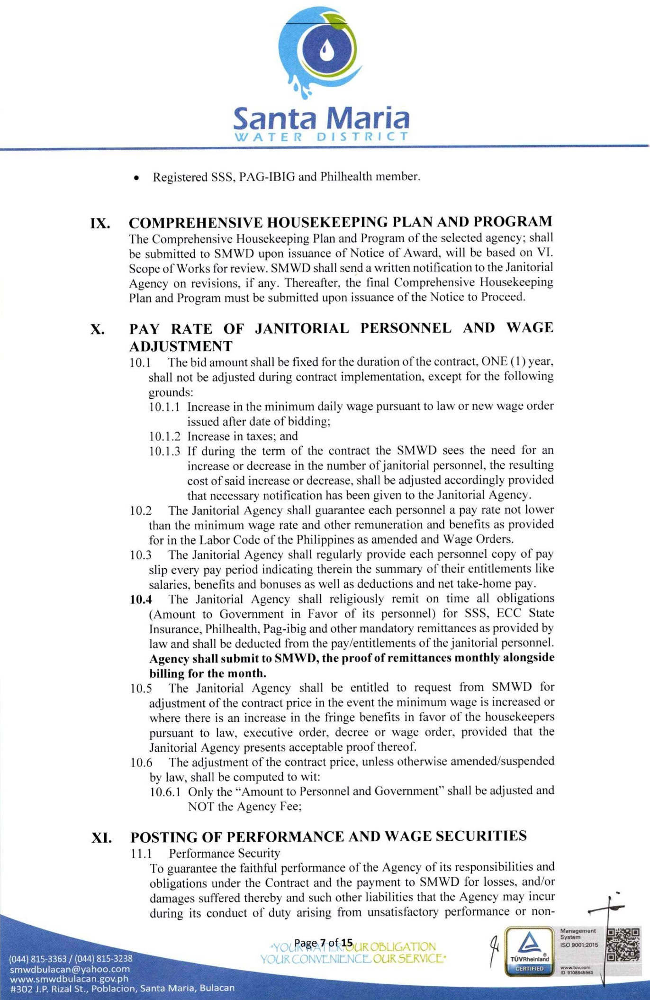 Santa Maria
WATER DISTRICT
• Registered SSS, PAG-IBIG and Philhealth member.
IX. COMPREHENSIVE HOUSEKEEPING PLAN AND PROGRAM
The Comprehensive Housekeeping Plan and Program of the selected agency; shall
be submitted to SMWD upon issuance of Notice of Award, will be based on VI.
Scope of Works for review. SMWD shall send a written notification to the Janitorial
Agency on revisions, if any. Thereafter, the final Comprehensive Housekeeping
Plan and Program must be submitted upon issuance of the Notice to Proceed.
X. PAY RATE OF JANITORIAL PERSONNEL AND WAGE
ADJUSTMENT
10.1 The bid amount shall be fixed for the duration of the contract, ONE (1) year,
shall not be adjusted during contract implementation, except for the following
grounds:
10.1.1 Increase in the minimum daily wage pursuant to law or new wage order
issued after date of bidding;
10.1.2 Increase in taxes; and
10.1.3 If during the term of the contract the SMWD sees the need for an
increase or decrease in the number of janitorial personnel, the resulting
cost of said increase or decrease, shall be adjusted accordingly provided
that necessary notification has been given to the Janitorial Agency.
10.2 The Janitorial Agency shall guarantee each personnel a pay rate not lower
than the minimum wage rate and other remuneration and benefits as provided
for in the Labor Code of the Philippines as amended and Wage Orders.
10.3 The Janitorial Agency shall regularly provide each personnel copy of pay
slip every pay period indicating therein the summary of their entitlements like
salaries, benefits and bonuses as well as deductions and net take-home pay.
10.4 The Janitorial Agency shall religiously remit on time all obligations
(Amount to Government in Favor of its personnel) for SSS, ECC State
Insurance, Philhealth, Pag-ibig and other mandatory remittances as provided by
law and shall be deducted from the pay/entitlements of the janitorial personnel.
Agency shall submit to SMWD, the proof of remittances monthly alongside
billing for the month.
10.5 The Janitorial Agency shall be entitled to request from SMWD for
adjustment of the contract price in the event the minimum wage is increased or
where there is an increase in the fringe benefits in favor of the housekeepers
pursuant to law, executive order, decree or wage order, provided that the
Janitorial Agency presents acceptable proof thereof.
10.6 The adjustment of the contract price, unless otherwise amended/suspended
by law, shall be computed to wit:
10.6.1 Only the “Amount to Personnel and Government” shall be adjusted and
NOT the Agency Fee;
XI. POSTING OF PERFORMANCE AND WAGE SECURITIES
11.1 Performance Security
To guarantee the faithful performance of the Agency of its responsibilities and
obligations under the Contract and the payment to SMWD for losses, and/or
damages suffered thereby and such other liabilities that the Agency may incur
during its conduct of duty arising from unsatisfactory performance or non-
Page 7 of 15
“YOUR WATER. OUR OBLIGATION
YOUR CONVENIENCE. OUR SERVICE”
(044) 815-3363 / (044) 815-3238
smwdbulacan@yahoo.com
www.smwdbulacan.gov.ph
#302 J.P. Rizal St., Poblacion, Santa Maria, Bulacan
TÜVRheinland®
CERTIFIED
Management
System
ISO 9001:2015
www.tuv.com
ID 9108645560